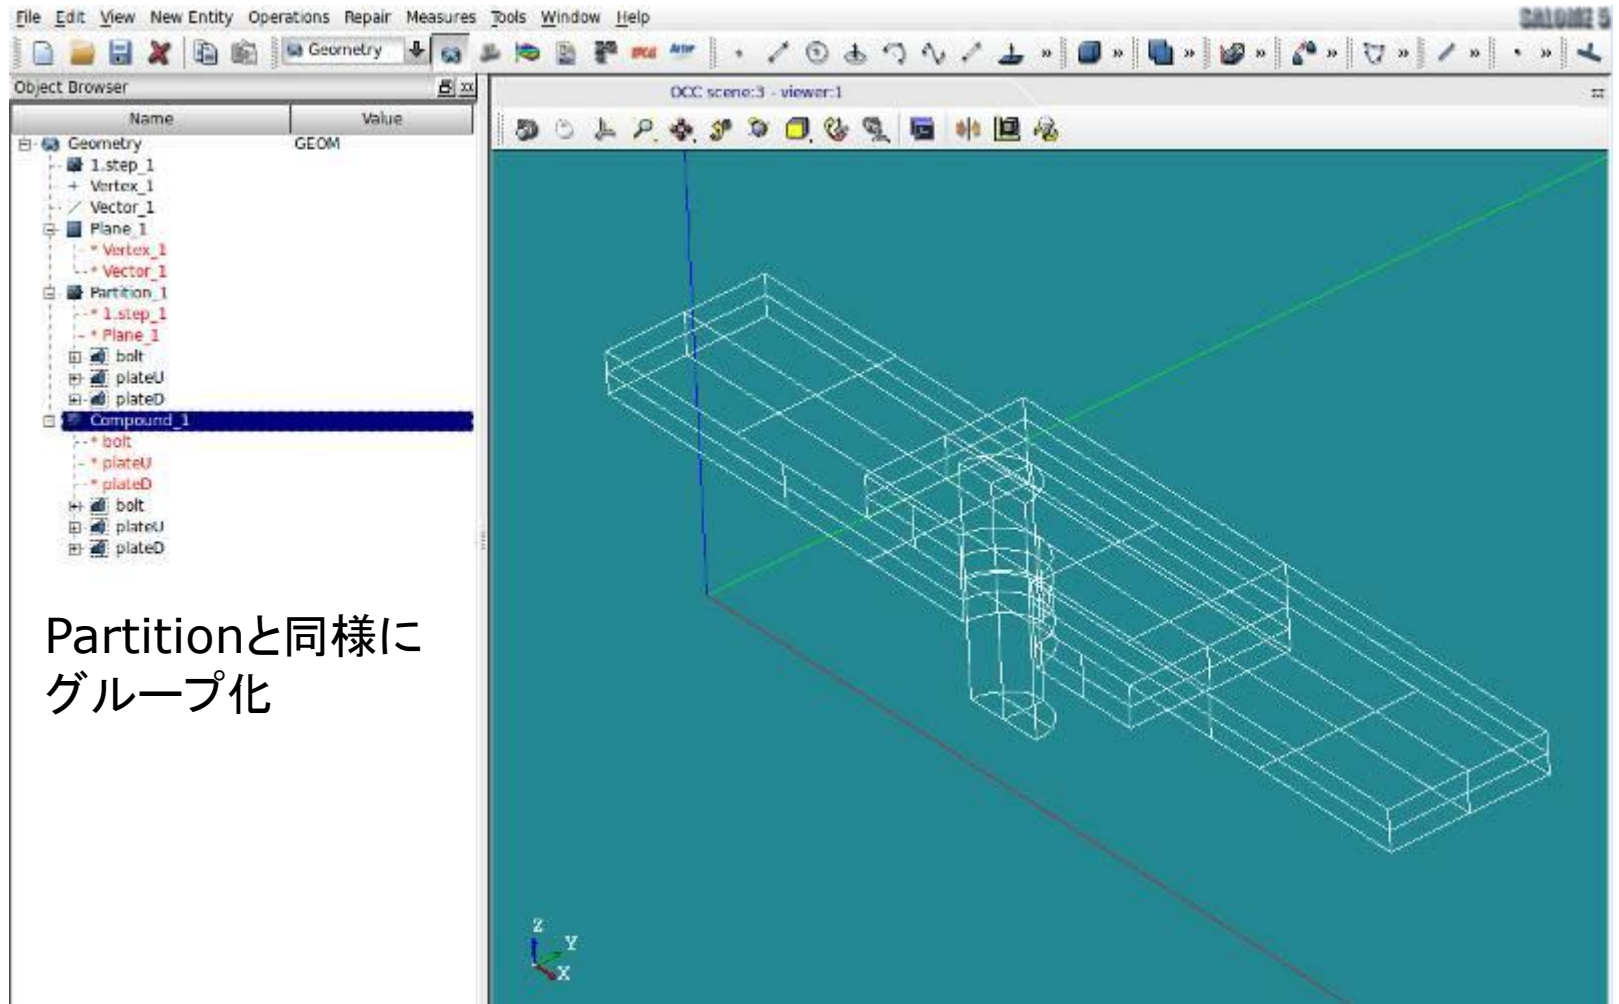 File Edit View New Entity Operations Repair Measures Tools Window Help
SALOME 5
Geometry
Object Browser
OCC scene:3 - viewer:1
Name Value
Geometry GEOM
1.step_1
Vertex_1
Vector_1
Plane_1
* Vertex_1
* Vector_1
Partition_1
* 1.step_1
* Plane_1
bolt
plateU
plateD
Compound_1
* bolt
* plateU
* plateD
bolt
plateU
plateD
Partitionと同様に
グループ化
Z
Y
X